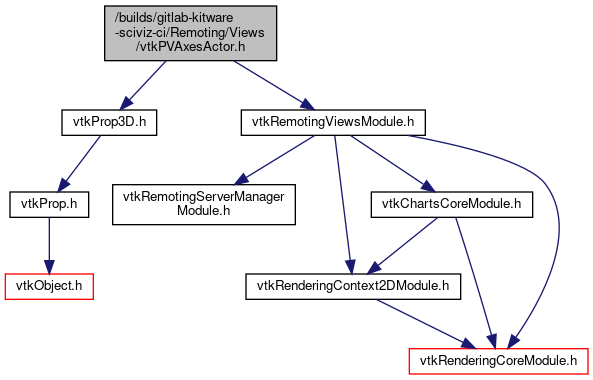 /builds/gitlab-kitware
-sciviz-ci/Remoting/Views
/vtkPVAxesActor.h
vtkProp3D.h
vtkRemotingViewsModule.h
vtkProp.h
vtkRemotingServerManager
Module.h
vtkChartsCoreModule.h
vtkObject.h
vtkRenderingContext2DModule.h
vtkRenderingCoreModule.h